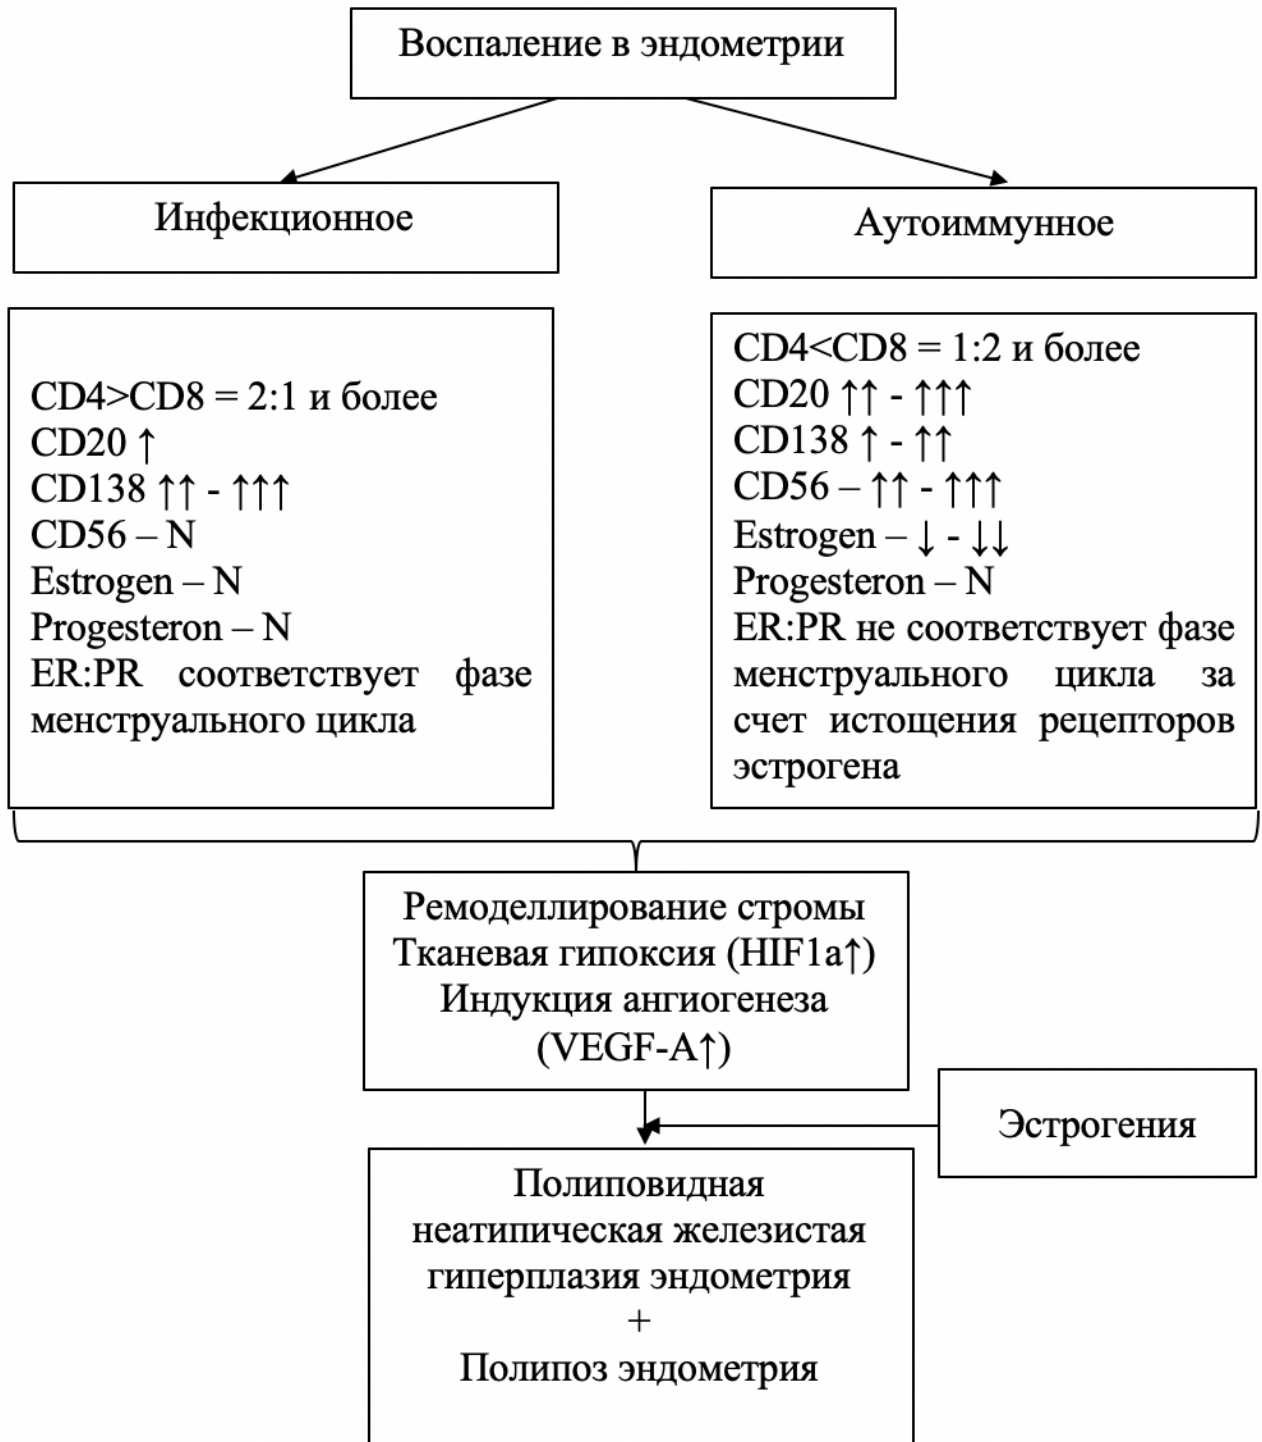 Воспаление в эндометрии
Инфекционное
Аутоиммунное
CD4>CD8 = 2:1 и более
CD20 ↑
CD138 ↑↑ - ↑↑↑
CD56 – N
Estrogen – N
Progesteron – N
ER:PR соответствует фазе
менструального цикла
CD4<CD8 = 1:2 и более
CD20 ↑↑ - ↑↑↑
CD138 ↑ - ↑↑
CD56 – ↑↑ - ↑↑↑
Estrogen – ↓ - ↓↓
Progesteron – N
ER:PR не соответствует фазе
менструального цикла за
счет истощения рецепторов
эстрогена
Ремоделлирование стромы
Тканевая гипоксия (HIF1a↑)
Индукция ангиогенеза
(VEGF-A↑)
Эстрогения
Полиповидная
неатипическая железистая
гиперплазия эндометрия
+
Полипоз эндометрия